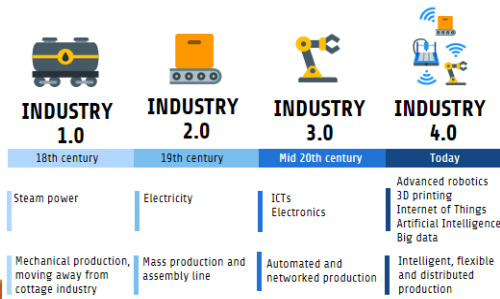 INDUSTRY
1.0
INDUSTRY
2.0
INDUSTRY
3.0
INDUSTRY
4.0
18th century
19th century
Mid 20th century
Today
Steam power
Electricity
ICTs
Electronics
Advanced robotics
3D printing
Internet of Things
Artificial Intelligence
Big data
Mechanical production,
moving away from
cottage industry
Mass production and
assembly line
Automated and
networked production
Intelligent, flexible
and distributed
production